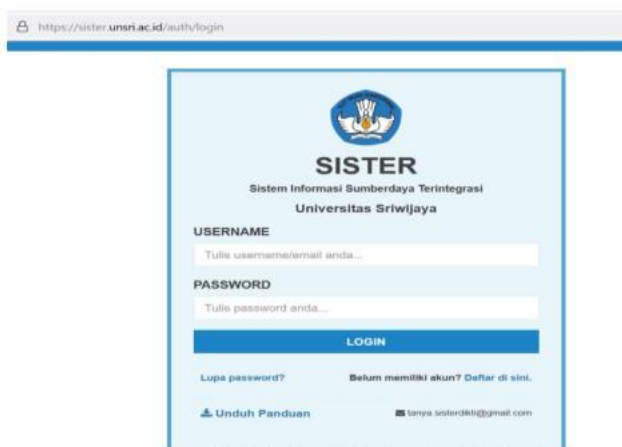 https://sister.unsri.ac.id/auth/login
SISTER
Sistem Informasi Sumberdaya Terintegrasi
Universitas Sriwijaya
USERNAME
Tulis username/email anda...
PASSWORD
Tulis password anda...
LOGIN
Lupa password? Belum memiliki akun? Daftar di sini.
Unduh Panduan tanya.sisterdikti@gmail.com